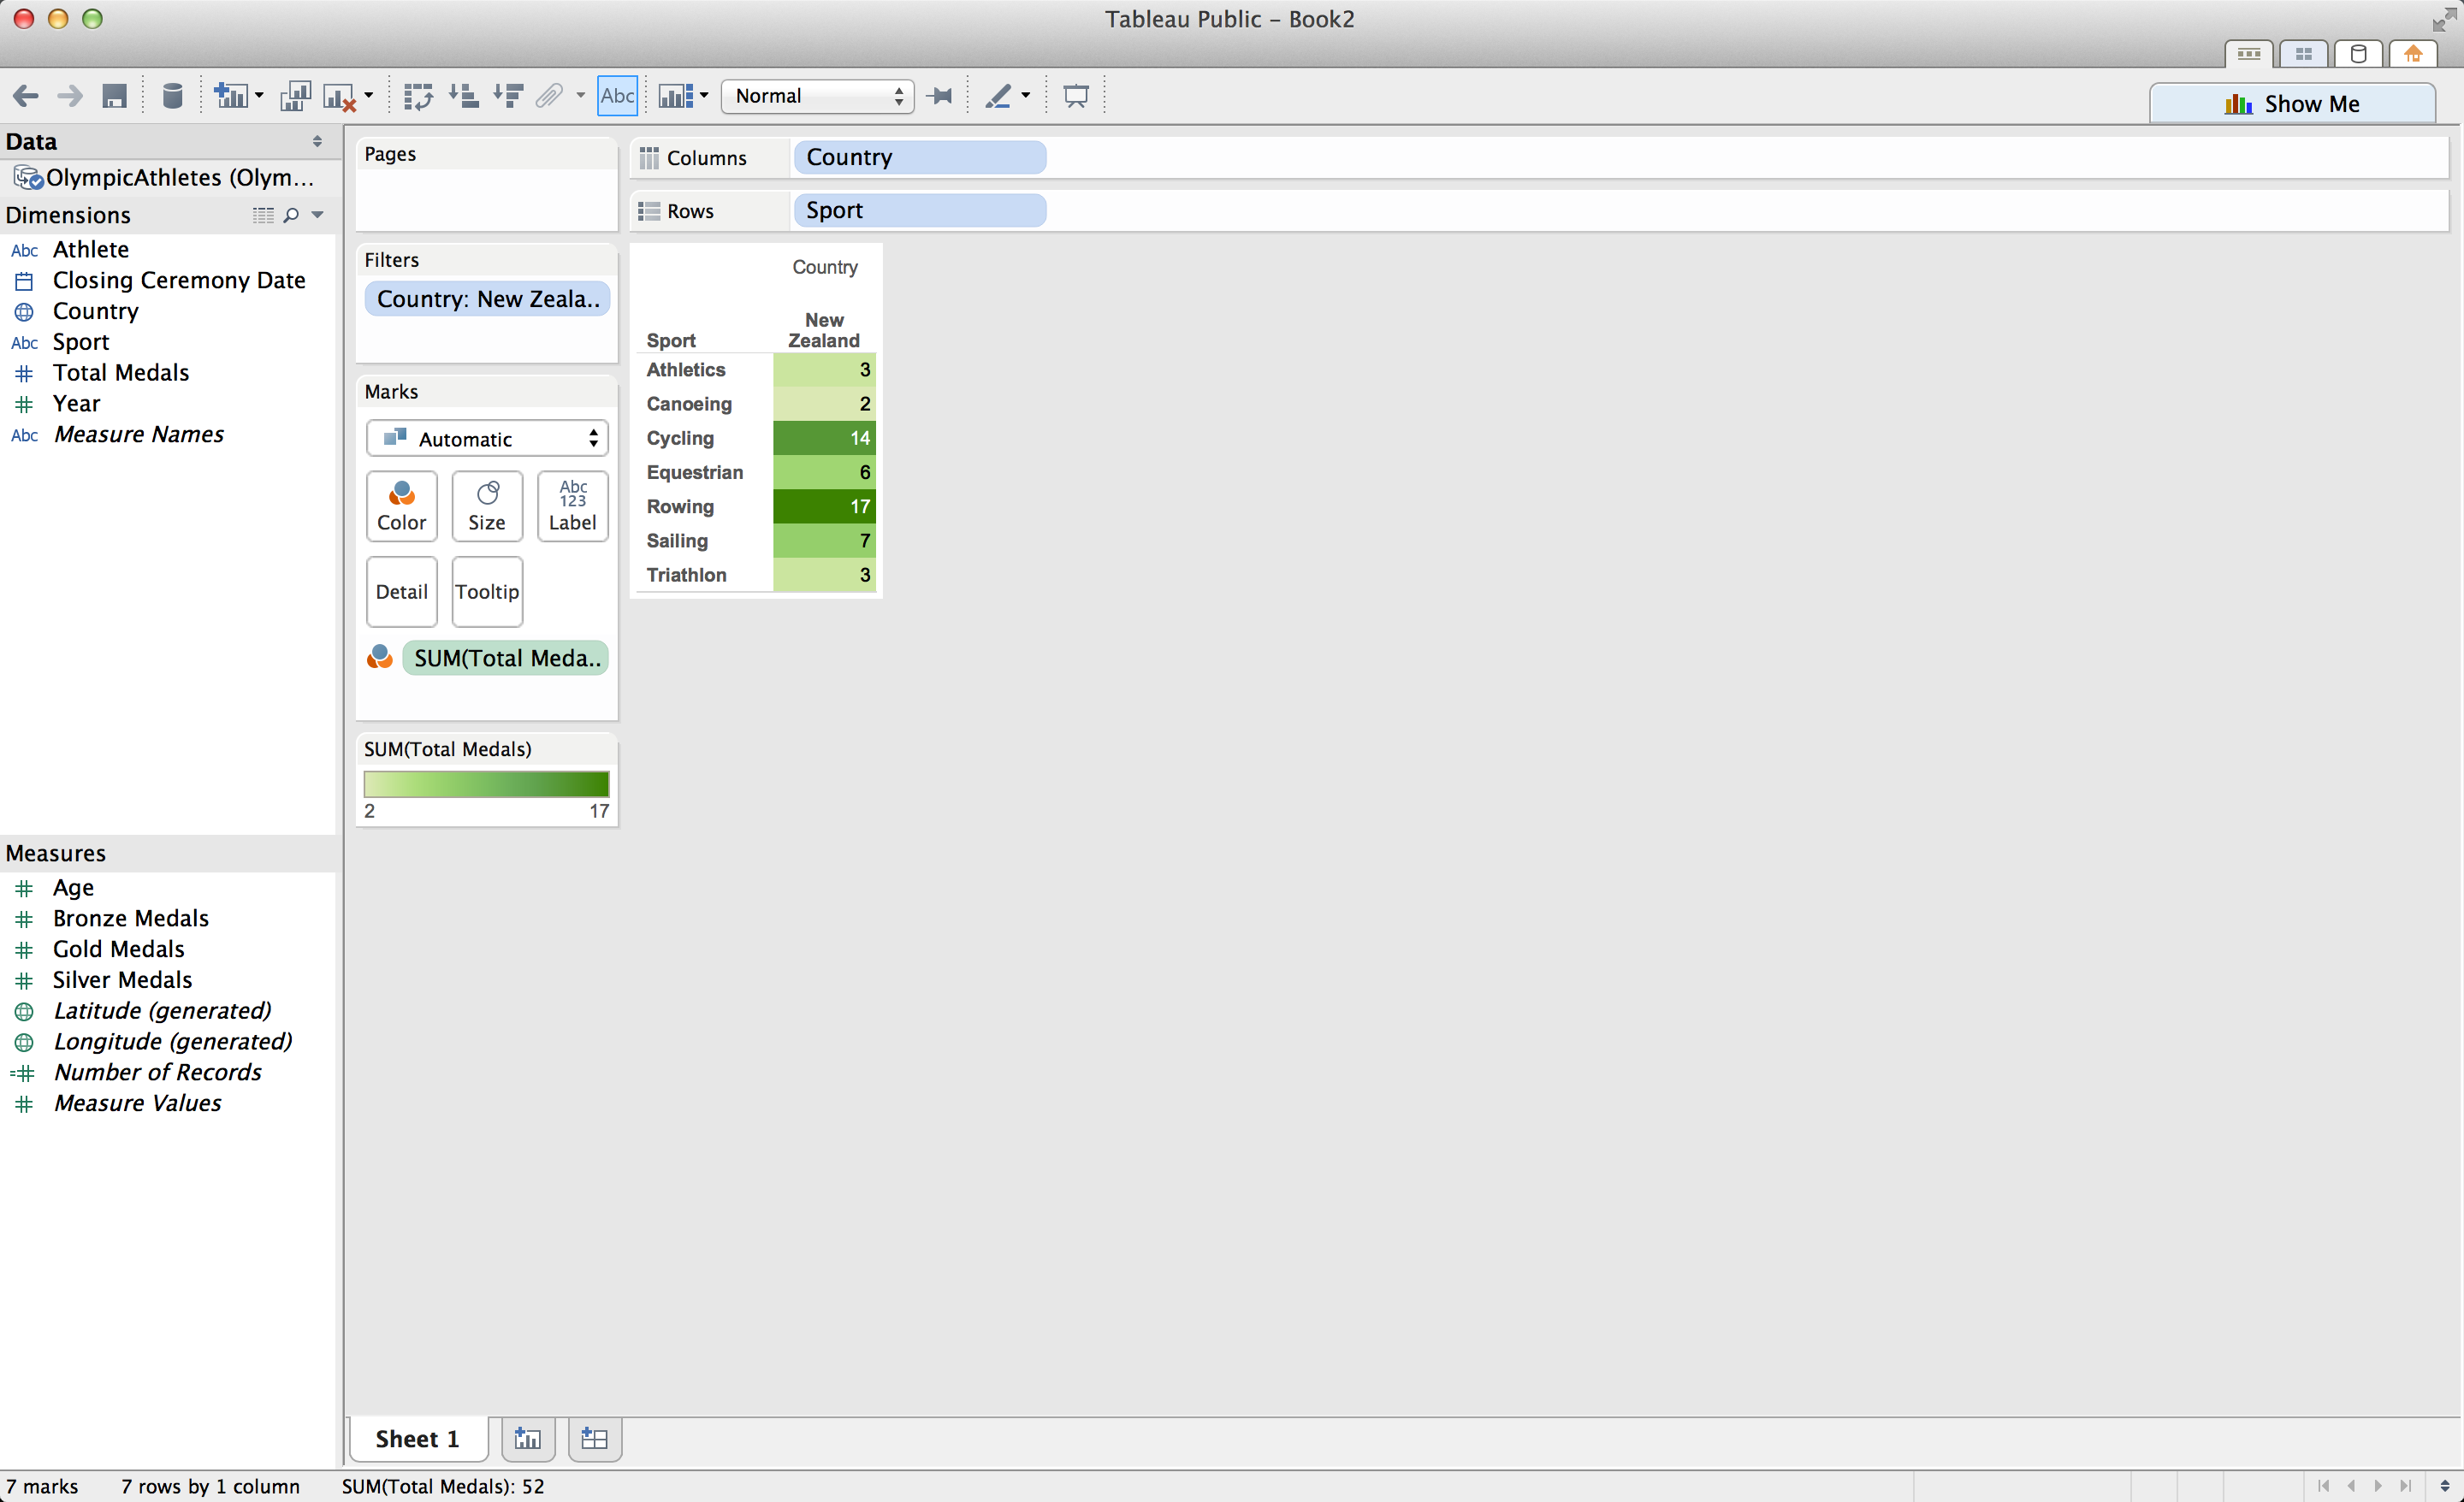 Tableau Public – Book2
Abc
Normal
Show Me
Data
OlympicAthletes (Olym...
Dimensions
Abc Athlete
Closing Ceremony Date
Country
Abc Sport
Total Medals
Year
Abc Measure Names
Measures
Age
Bronze Medals
Gold Medals
Silver Medals
Latitude (generated)
Longitude (generated)
Number of Records
Measure Values
Pages
Filters
Country: New Zeala..
Marks
Automatic
Color
Size
Abc
123
Label
Detail
Tooltip
SUM(Total Meda..
SUM(Total Medals)
2 17
Columns Country
Rows Sport
Country
Sport New Zealand
Athletics 3
Canoeing 2
Cycling 14
Equestrian 6
Rowing 17
Sailing 7
Triathlon 3
Sheet 1
7 marks 7 rows by 1 column SUM(Total Medals): 52